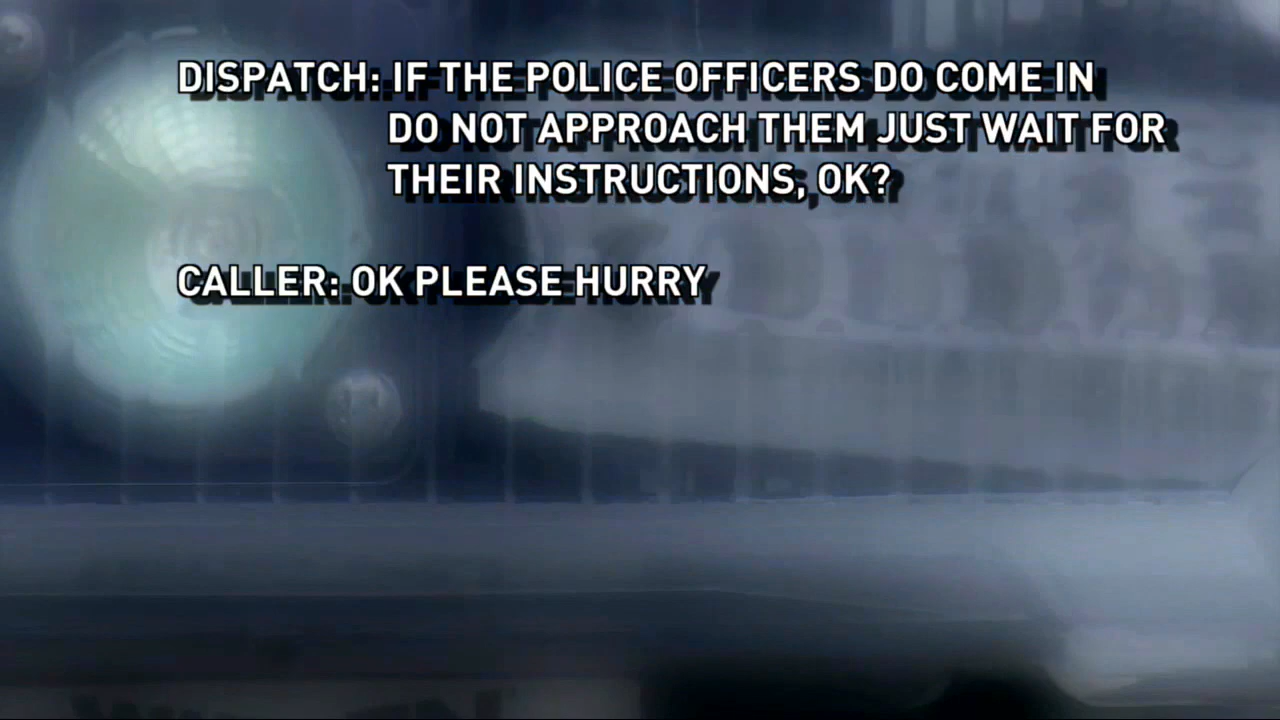 DISPATCH: IF THE POLICE OFFICERS DO COME IN
DO NOT APPROACH THEM JUST WAIT FOR
THEIR INSTRUCTIONS, OK?
CALLER: OK PLEASE HURRY